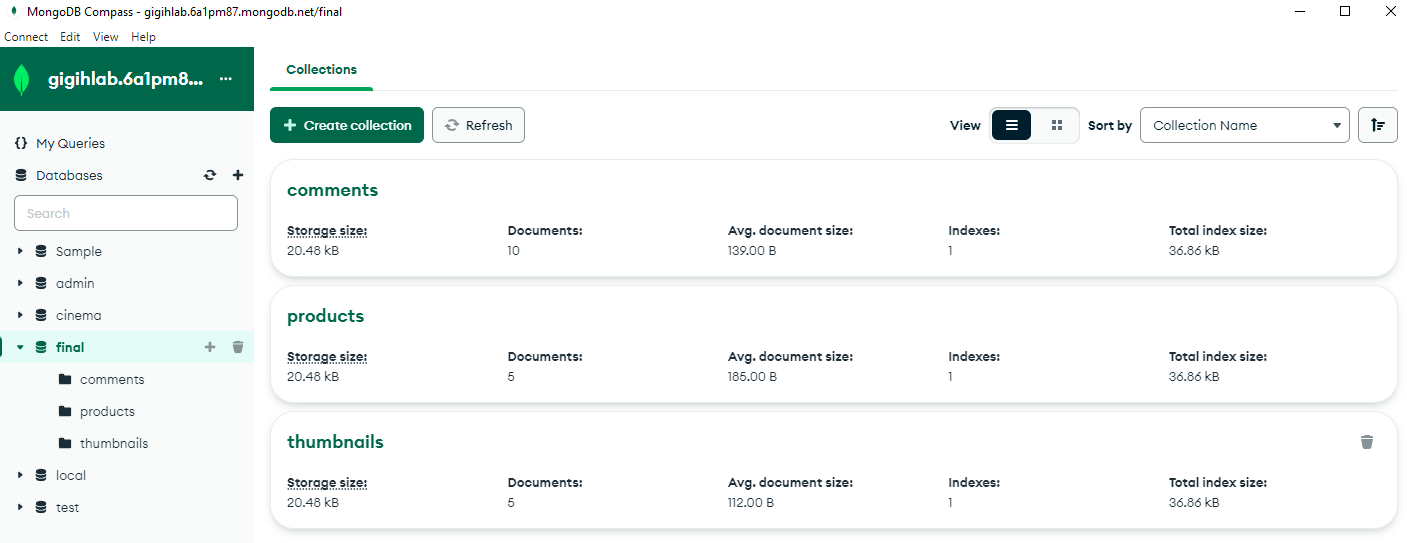 MongoDB Compass - gigihlab.6a1pm87.mongodb.net/final
Connect Edit View Help
gigihlab.6a1pm8... ...
{} My Queries
Databases
Search
Sample
admin
cinema
final
comments
products
thumbnails
local
test
Collections
+ Create collection
Refresh
View
Sort by
Collection Name
comments
Storage size: Documents: Avg. document size: Indexes: Total index size:
20.48 kB 10 139.00 B 1 36.86 kB
products
Storage size: Documents: Avg. document size: Indexes: Total index size:
20.48 kB 5 185.00 B 1 36.86 kB
thumbnails
Storage size: Documents: Avg. document size: Indexes: Total index size:
20.48 kB 5 112.00 B 1 36.86 kB